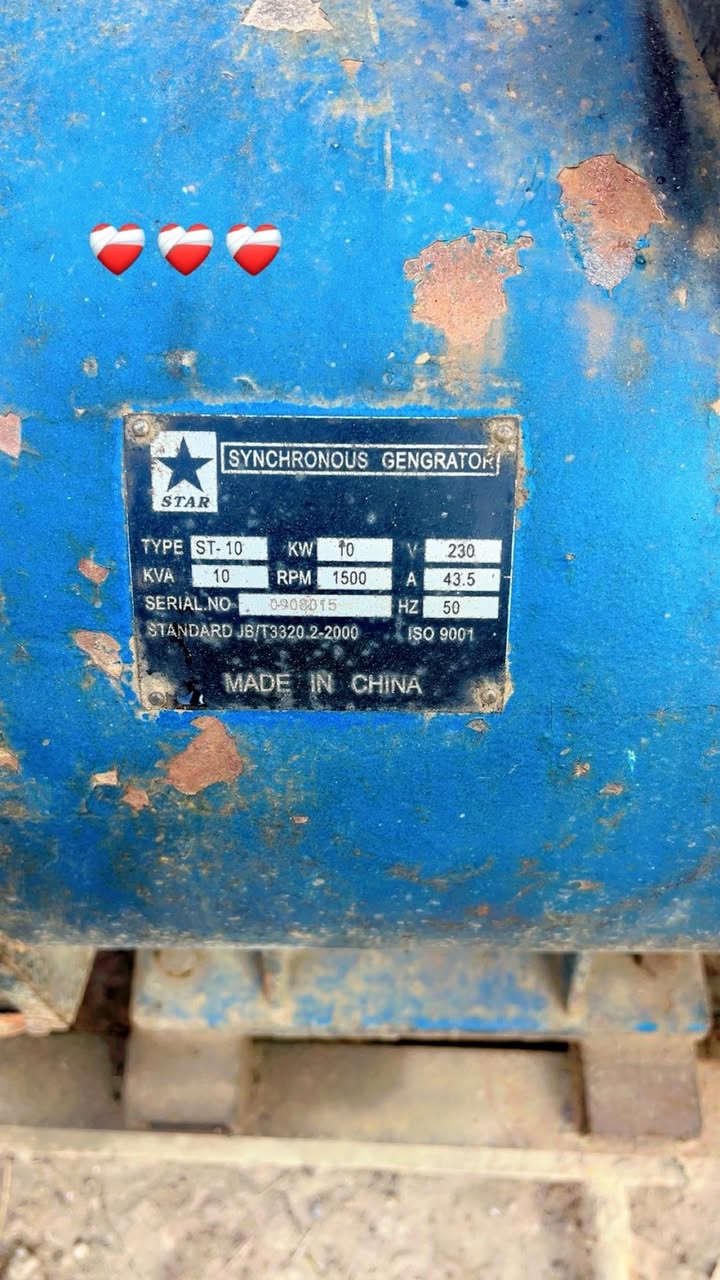 SYNCHRONOUS GENGRATOR
STAR
TYPE ST-10 KW 10 V 230
KVA 10 RPM 1500 A 43.5
SERIAL.NO 0908015 HZ 50
STANDARD JB/T3320.2-2000 ISO 9001
MADE IN CHINA